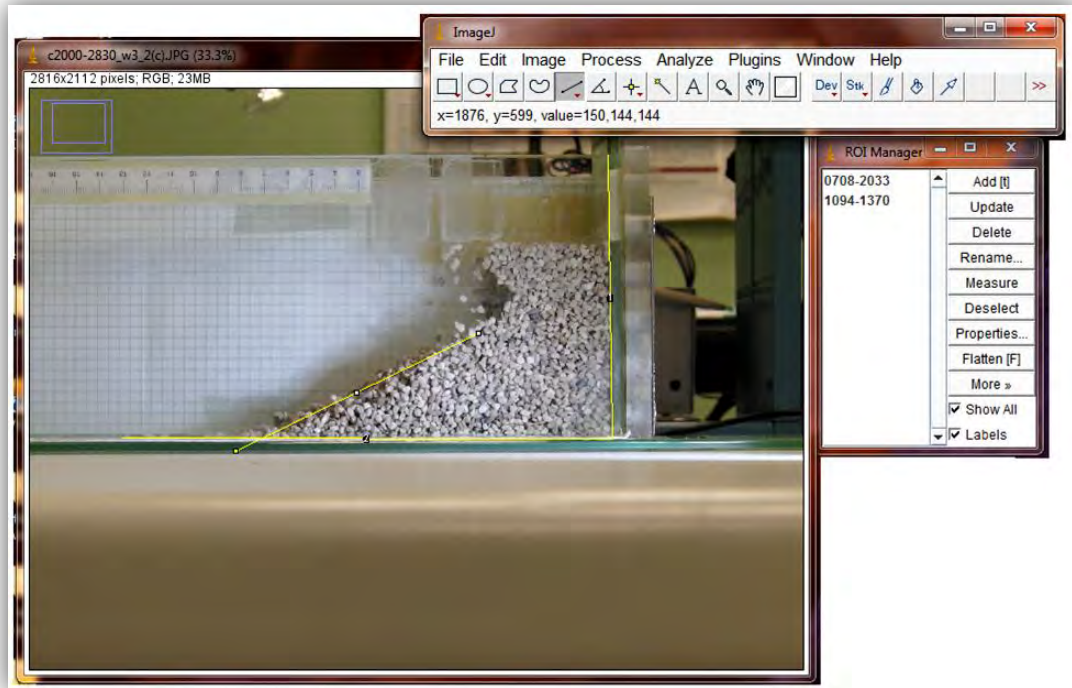 ImageJ
c2000-2830_w3_2(c).JPG (33.3%)
2816x2112 pixels; RGB; 23MB
File Edit Image Process Analyze Plugins Window Help
A Dev Stk >>
x=1876, y=599, value=150,144,144
ROI Manager
0708-2033
1094-1370
Add [t]
Update
Delete
Rename...
Measure
Deselect
Properties...
Flatten [F]
More »
Show All
Labels